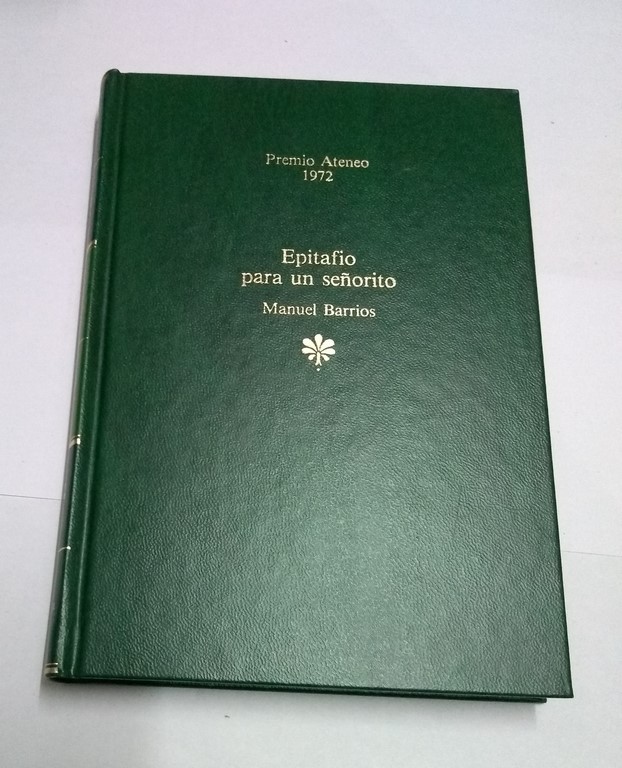 Premio Ateneo
1972
Epitafio
para un señorito
Manuel Barrios